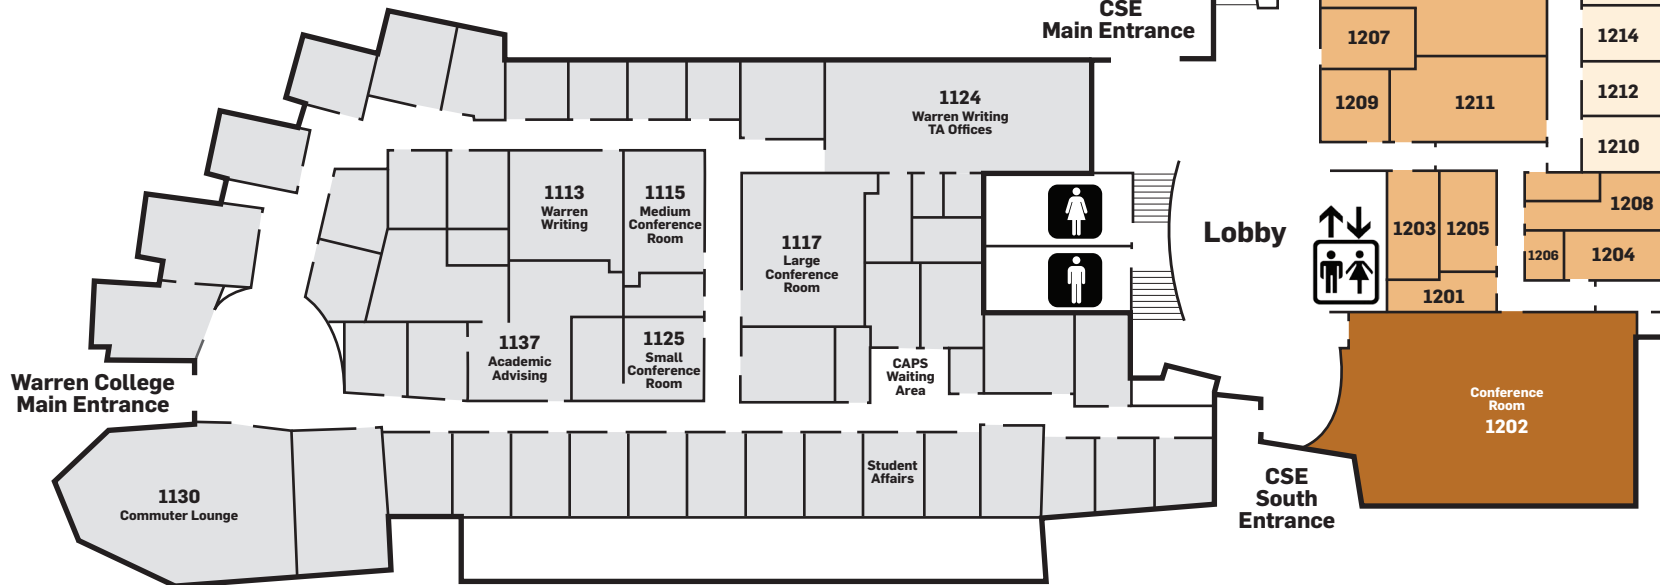 CSE
Main Entrance
1207
1214
1209
1211
1212
1210
1124
Warren Writing
TA Offices
1113
Warren
Writing
1115
Medium
Conference
Room
1117
Large
Conference
Room
Lobby
1203
1205
1208
1206
1204
1201
1137
Academic
Advising
1125
Small
Conference
Room
CAPS
Waiting
Area
Warren College
Main Entrance
Conference
Room
1202
1130
Commuter Lounge
Student
Affairs
CSE
South
Entrance